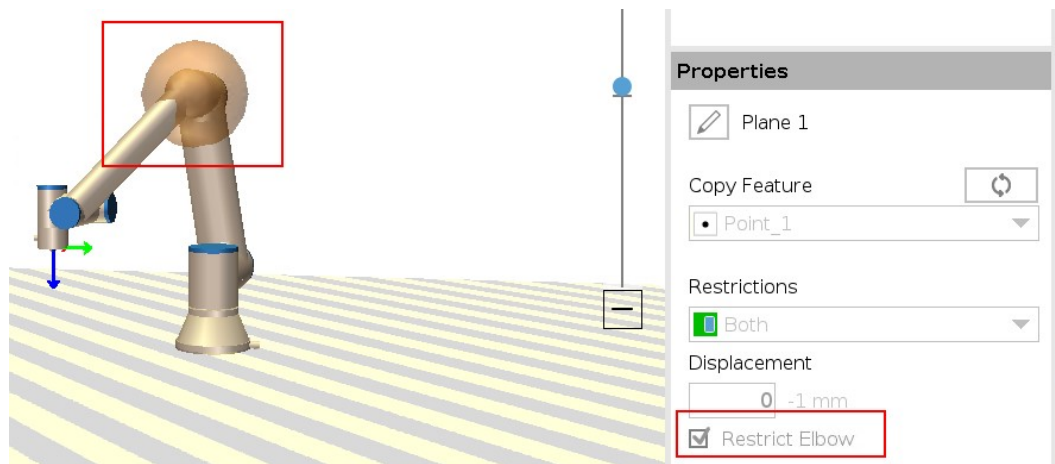 Properties
Plane 1
Copy Feature
Point_1
Restrictions
Both
Displacement
0 -1 mm
Restrict Elbow